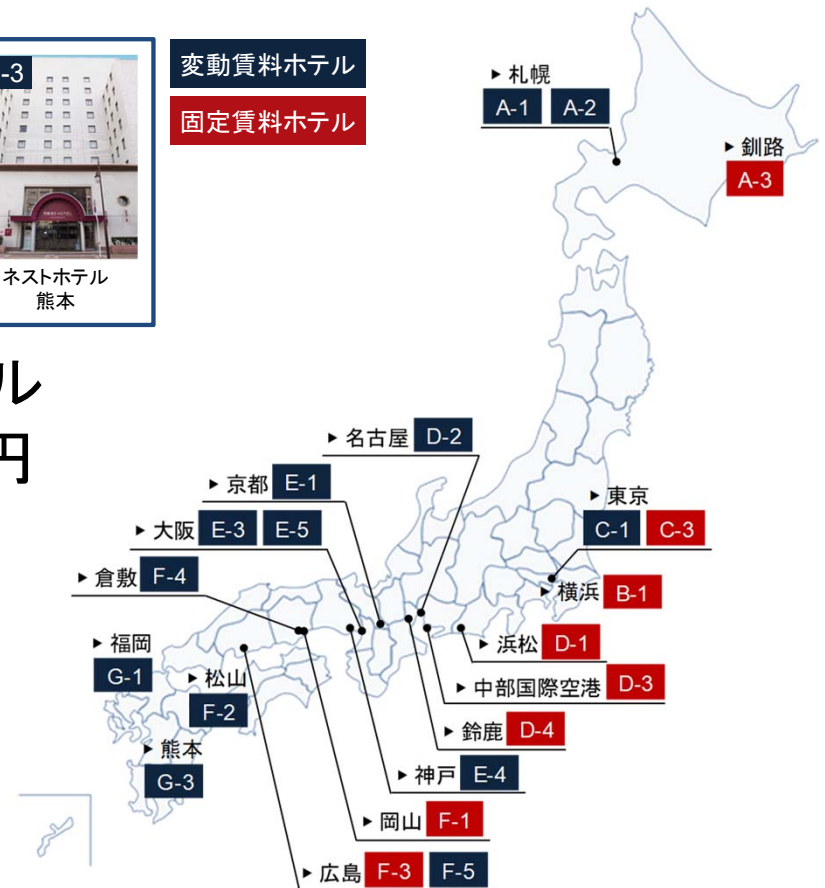 -3
ネストホテル
熊本
変動賃料ホテル
固定賃料ホテル
ル
円
札幌
A-1 A-2
釧路
A-3
名古屋 D-2
京都 E-1
大阪 E-3 E-5
倉敷 F-4
福岡
G-1
松山
F-2
熊本
G-3
東京
C-1 C-3
横浜 B-1
浜松 D-1
中部国際空港 D-3
鈴鹿 D-4
神戸 E-4
岡山 F-1
広島 F-3 F-5